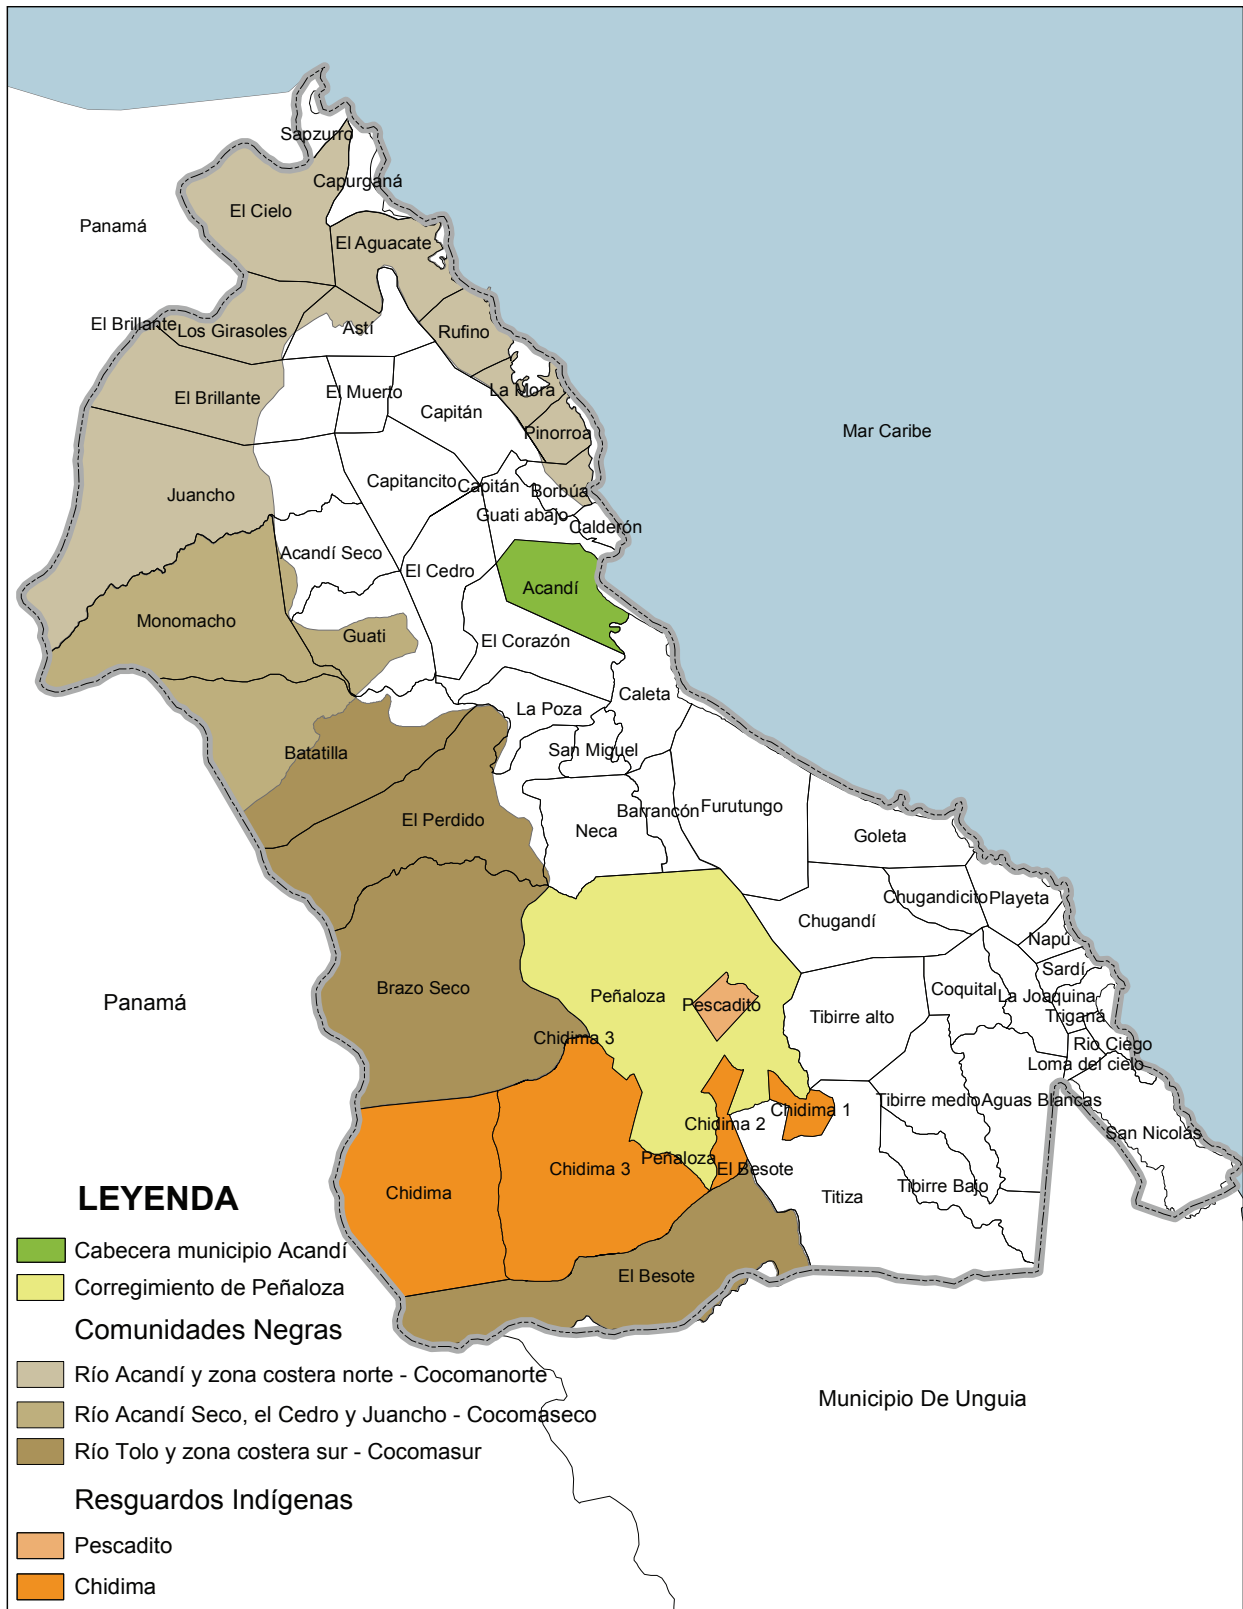 Sapzurro
Capurganá
El Cielo
Panamá
El Aguacate
El Brillante
Los Girasoles
Astí
Rufino
El Brillante
El Muerto
La Mora
Capitán
Pinorroa
Mar Caribe
Juancho
Capitancito
Capitán
Borbúa
Guati abajo
Calderón
Acandí Seco
El Cedro
Acandí
Monomacho
Guati
El Corazón
Caleta
La Poza
Batatilla
San Miguel
El Perdido
Neca
Barrancón
Furutungo
Goleta
Chugandicito
Playeta
Chugandí
Napú
Sardí
Panamá
Brazo Seco
Peñaloza
Pescadito
Coquital
La Joaquina
Tibirre alto
Triganá
Chidima 3
Rio Ciego
Loma del cielo
Tibirre medio
Aguas Blancas
Chidima 1
Chidima 2
San Nicolás
Peñaloza
El Besote
Chidima 3
Chidima
Tibirre Bajo
Titiza
El Besote
Municipio De Unguia
LEYENDA
Cabecera municipio Acandí
Corregimiento de Peñaloza
Comunidades Negras
Río Acandí y zona costera norte - Cocomanorte
Río Acandí Seco, el Cedro y Juancho - Cocomaseco
Río Tolo y zona costera sur - Cocomasur
Resguardos Indígenas
Pescadito
Chidima